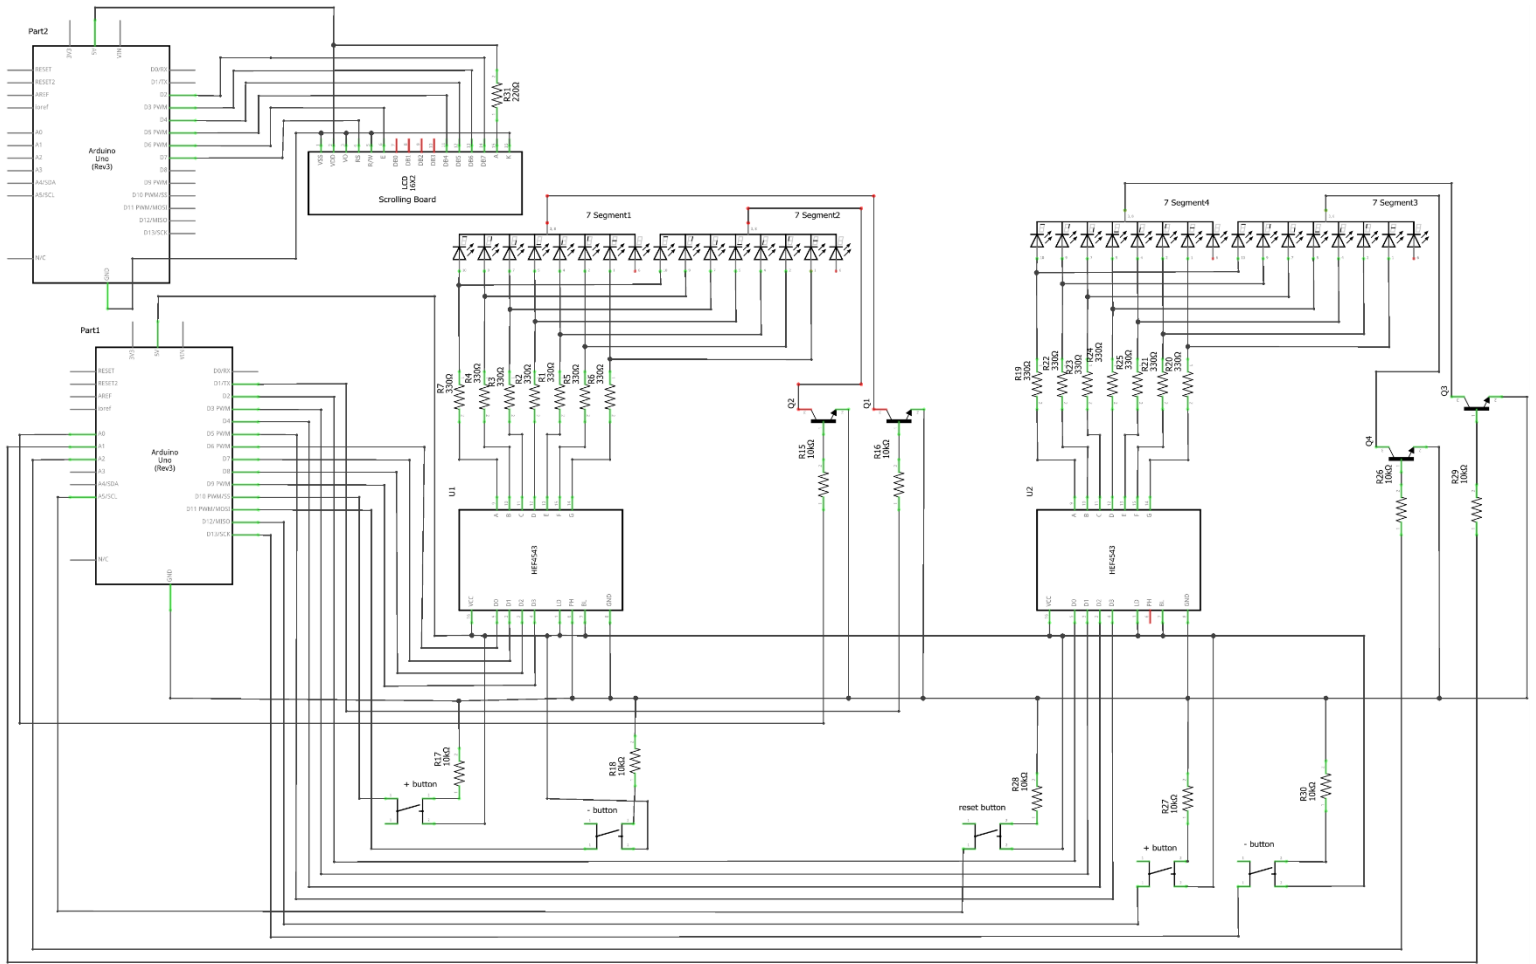 Part2
3V3
5V
VIN
RESET
RESET2
AREF
ioref
A0
A1
A2
A3
A4/SDA
A5/SCL
N/C
Arduino
Uno
(Rev3)
D0/RX
D1/TX
D2
D3 PWM
D4
D5 PWM
D6 PWM
D7
D8
D9 PWM
D10 PWM/SS
D11 PWM/MOSI
D12/MISO
D13/SCK
GND
R31
220Ω
VSS
VDD
VO
RS
R/W
E
DB0
DB1
DB2
DB3
DB4
DB5
DB6
DB7
A
K
LCD
16X2
Scrolling Board
7 Segment1
7 Segment2
7 Segment4
7 Segment3
Part1
3V3
5V
VIN
RESET
RESET2
AREF
ioref
A0
A1
A2
A3
A4/SDA
A5/SCL
N/C
Arduino
Uno
(Rev3)
D0/RX
D1/TX
D2
D3 PWM
D4
D5 PWM
D6 PWM
D7
D8
D9 PWM
D10 PWM/SS
D11 PWM/MOSI
D12/MISO
D13/SCK
GND
R7
330Ω
R4
330Ω
R3
330Ω
R2
330Ω
R1
330Ω
R5
330Ω
R6
330Ω
Q2
Q1
R15
10kΩ
R16
10kΩ
R19
330Ω
R22
330Ω
R23
330Ω
R24
330Ω
R25
330Ω
R21
330Ω
R20
330Ω
Q3
Q4
R26
10kΩ
R29
10kΩ
U1
A
B
C
D
E
F
G
HEF4543
VCC
D0
D1
D2
D3
LD
PH
BL
GND
U2
A
B
C
D
E
F
G
HEF4543
VCC
D0
D1
D2
D3
LD
PH
BL
GND
R17
10kΩ
+ button
R18
10kΩ
- button
reset button
R28
10kΩ
+ button
R27
10kΩ
- button
R30
10kΩ